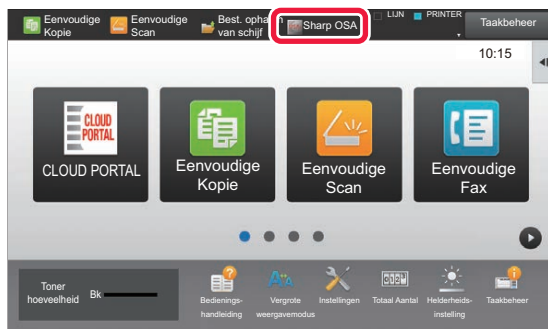 Eenvoudige
Kopie
Eenvoudige
Scan
Best. ophalen
van schijf
Sharp OSA
LIJN
PRINTER
Taakbeheer
10:15
CLOUD
PORTAL
CLOUD PORTAL
Eenvoudige
Kopie
Eenvoudige
Scan
Eenvoudige
Fax
Toner
hoeveelheid
Bk
Bedienings-
handleiding
Vergrote
weergavemodus
Instellingen
Totaal Aantal
Helderheids-
instelling
Taakbeheer